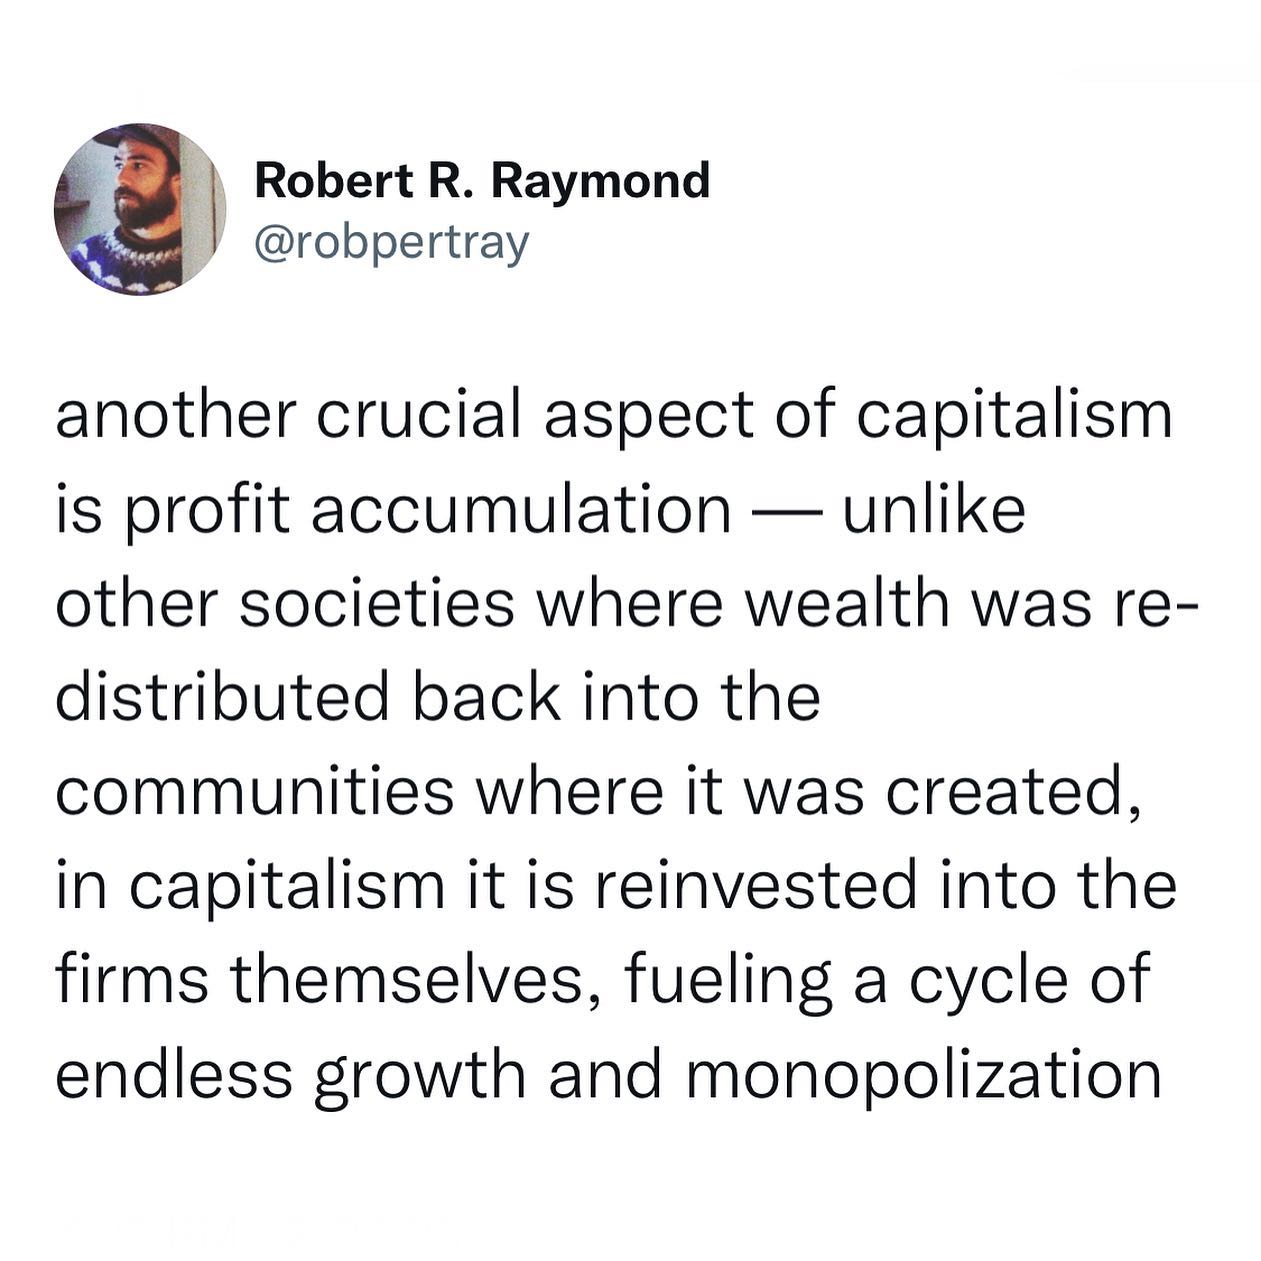 Robert R. Raymond
@robpertray
another crucial aspect of capitalism
is profit accumulation — unlike
other societies where wealth was re-
distributed back into the
communities where it was created,
in capitalism it is reinvested into the
firms themselves, fueling a cycle of
endless growth and monopolization